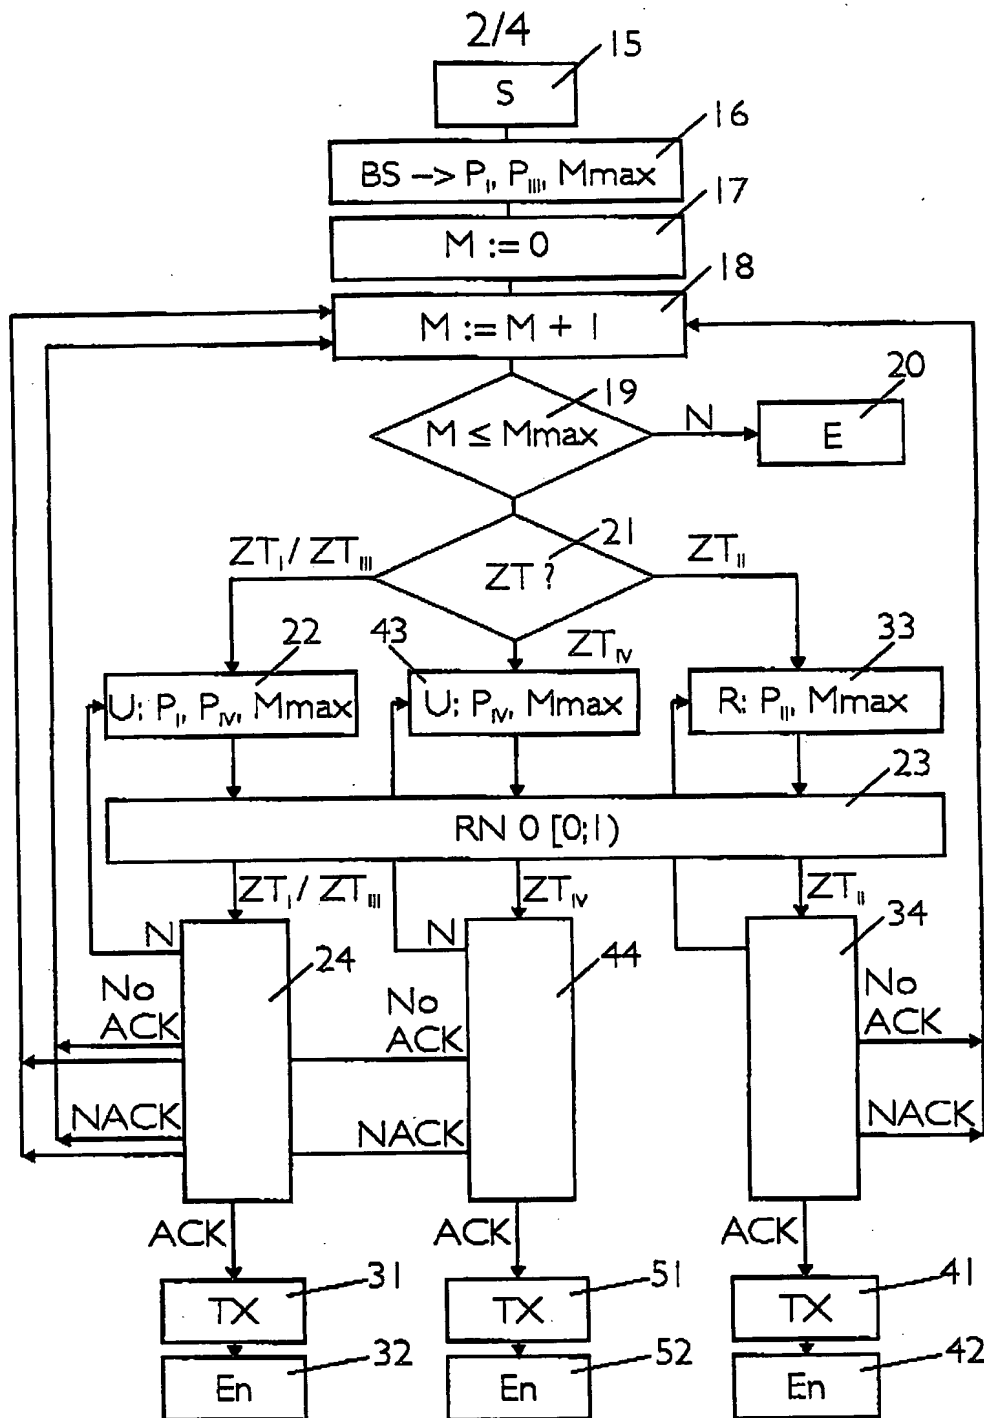 2/4
15
S
16
BS -> P_I, P_III, Mmax
17
M := 0
18
M := M + 1
19
M ≤ Mmax
N
20
E
21
ZT ?
ZT_I / ZT_III
ZT_II
ZT_IV
22
U: P_I, P_IV, Mmax
43
U: P_IV, Mmax
33
R: P_II, Mmax
23
RN 0 [0;1)
ZT_I / ZT_III
ZT_IV
ZT_II
N
N
24
44
34
No
ACK
No
ACK
No
ACK
NACK
NACK
NACK
ACK
ACK
ACK
31
TX
51
TX
41
TX
32
En
52
En
42
En